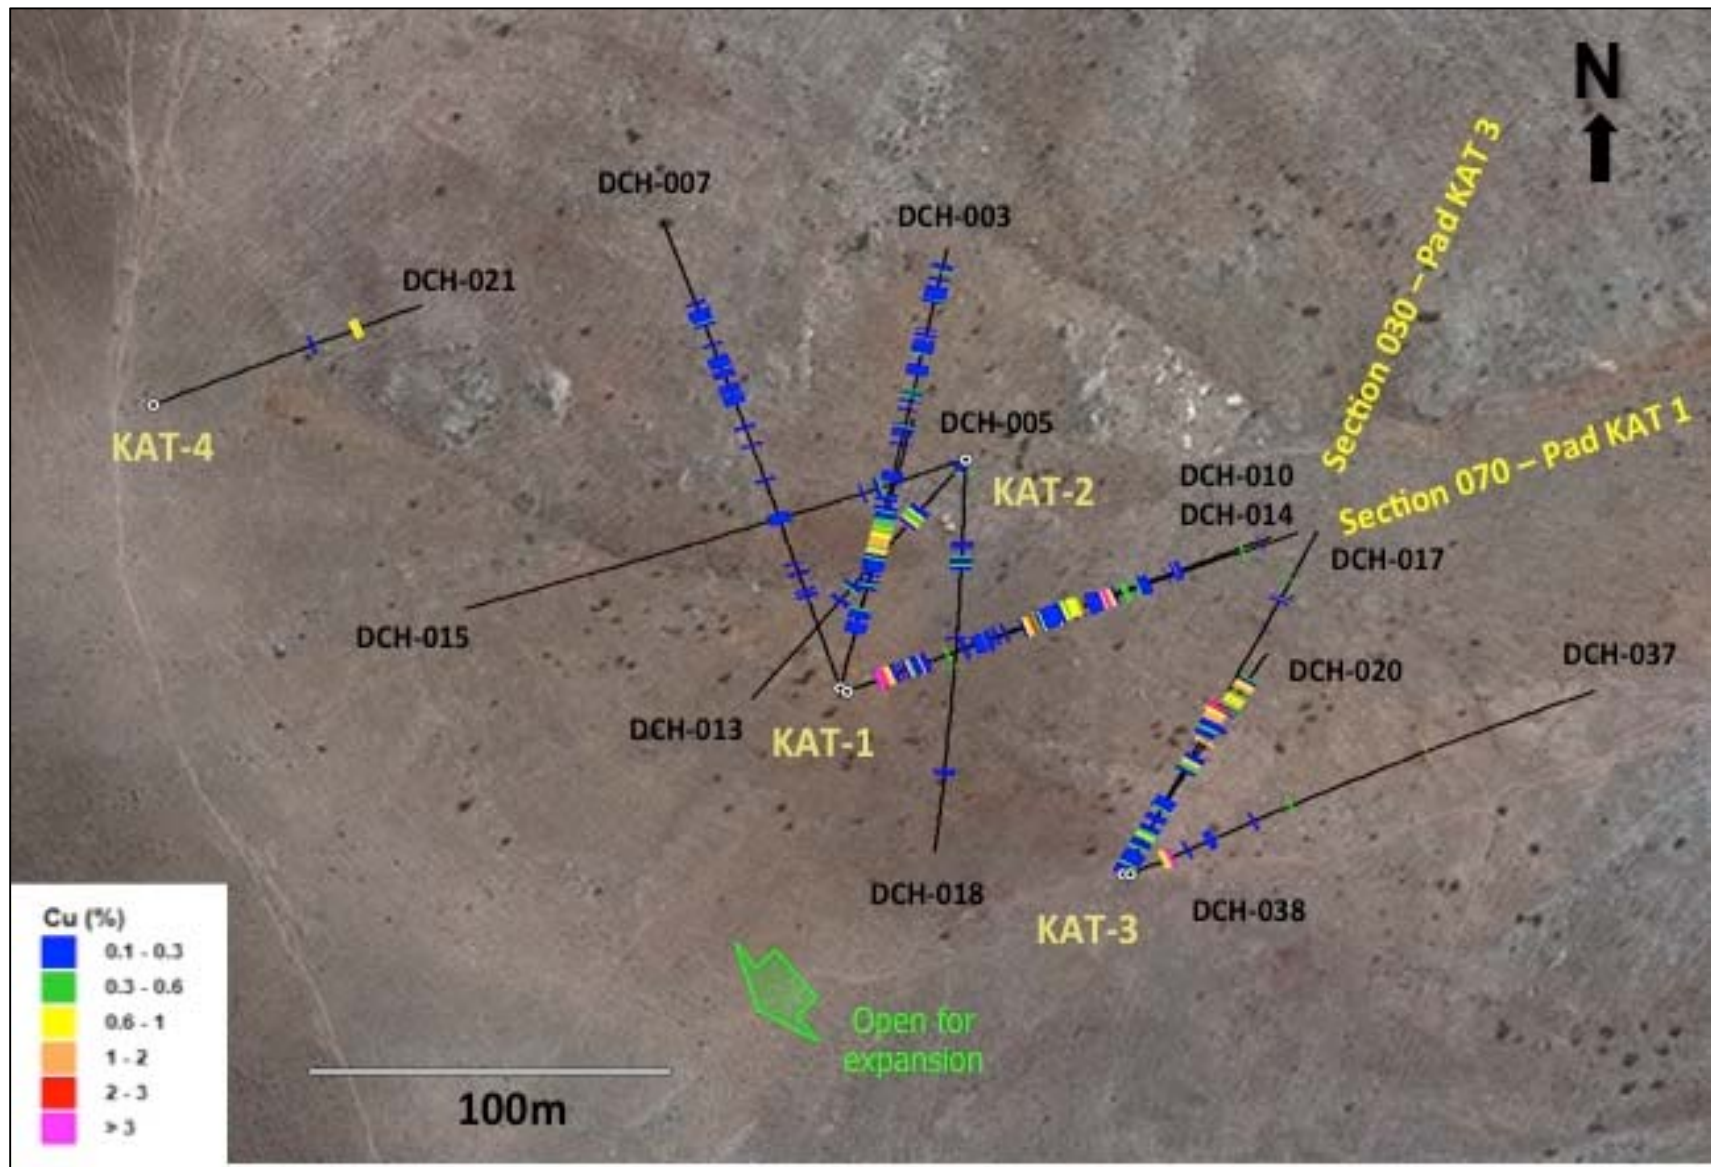 N
Section 030 – Pad KAT 3
DCH-007
DCH-003
DCH-021
DCH-005
KAT-4
KAT-2
DCH-010
DCH-014
Section 070 – Pad KAT 1
DCH-017
DCH-015
DCH-020
DCH-037
DCH-013
KAT-1
DCH-018
DCH-038
KAT-3
Open for
expansion
100m
Cu (%)
0.1 - 0.3
0.3 - 0.6
0.6 - 1
1 - 2
2 - 3
> 3